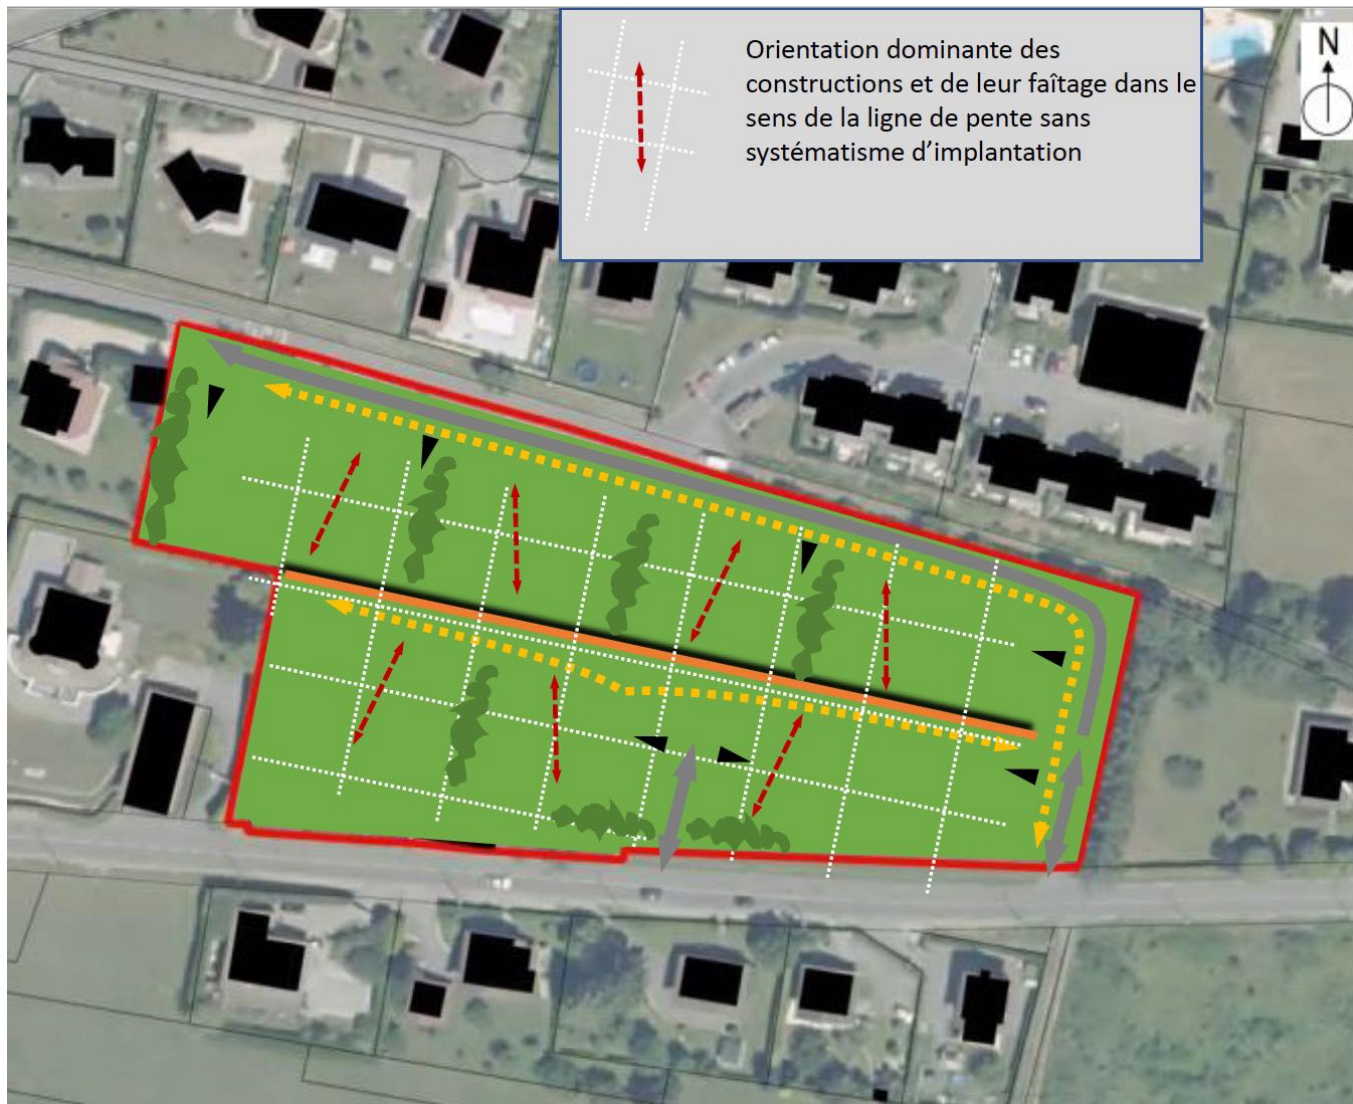 Orientation dominante des
constructions et de leur faîtage dans le
sens de la ligne de pente sans
systématisme d'implantation
N